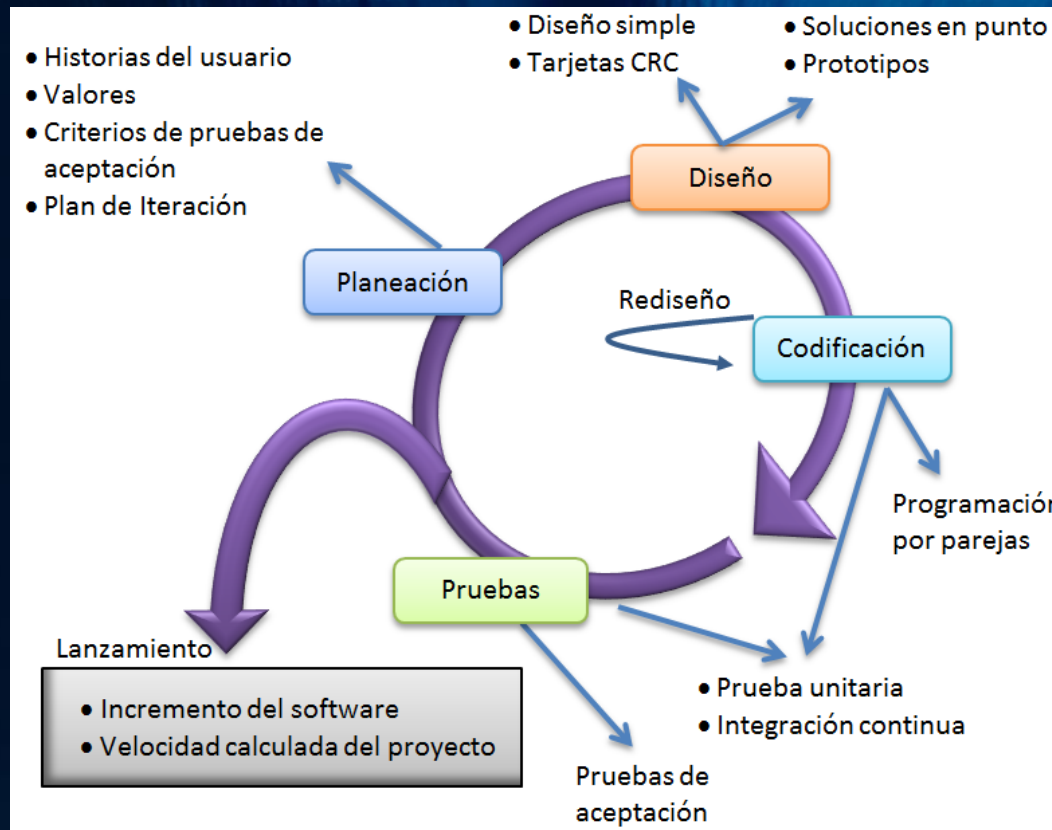 • Historias del usuario
• Valores
• Criterios de pruebas de
aceptación
• Plan de Iteración
• Diseño simple
• Tarjetas CRC
• Soluciones en punto
• Prototipos
Diseño
Planeación
Rediseño
Codificación
Programación
por parejas
Pruebas
Lanzamiento
• Incremento del software
• Velocidad calculada del proyecto
• Prueba unitaria
• Integración continua
Pruebas de
aceptación